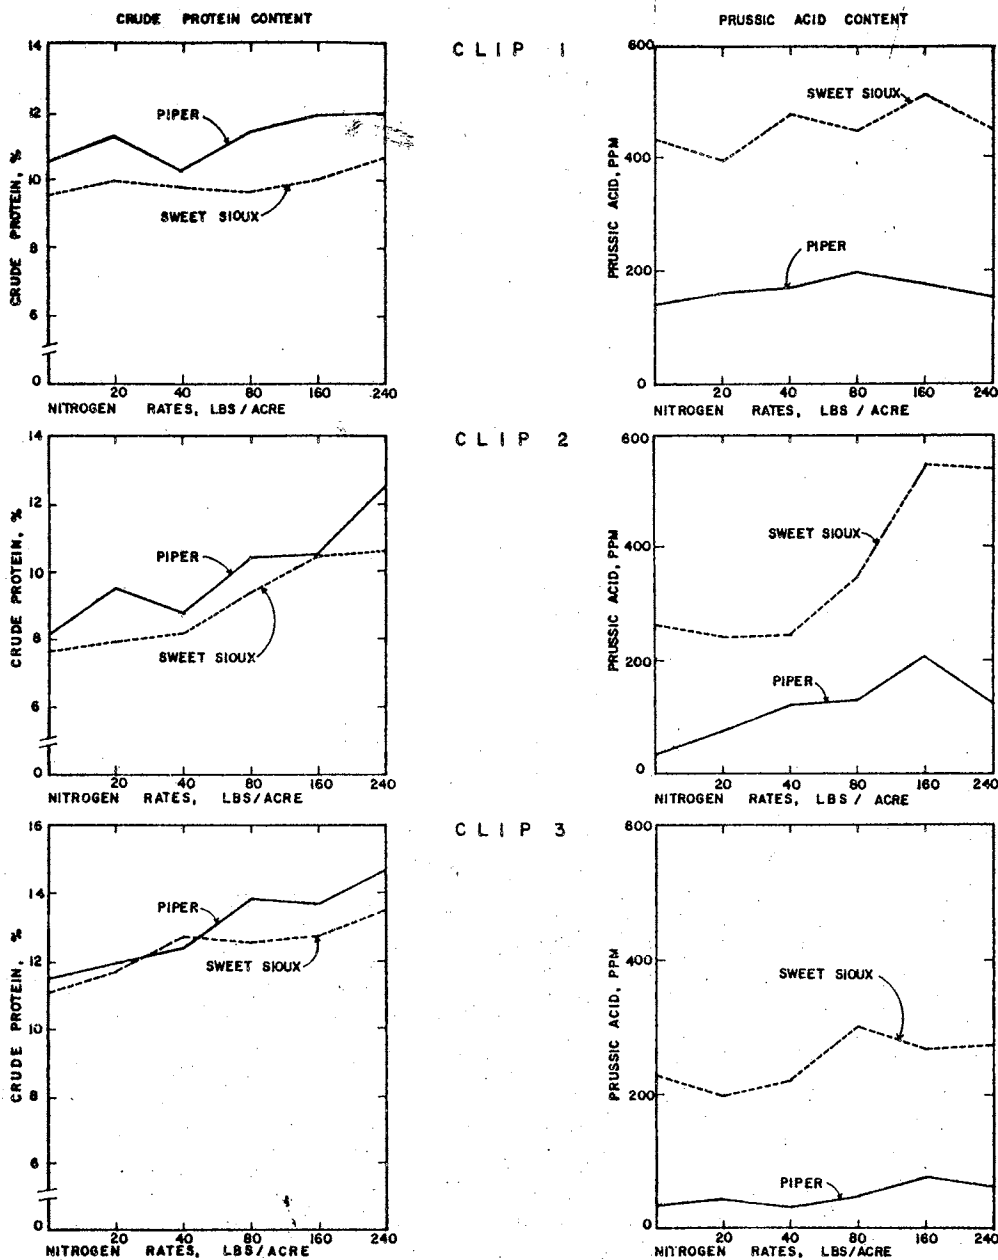 CRUDE PROTEIN CONTENT
PRUSSIC ACID CONTENT
CLIP 1
14
12
10
8
6
0
CRUDE PROTEIN, %
PIPER
SWEET SIOUX
20 40 80 160 240
NITROGEN RATES, LBS / ACRE
600
400
200
0
PRUSSIC ACID, PPM
SWEET SIOUX
PIPER
20 40 80 160 240
NITROGEN RATES, LBS / ACRE
CLIP 2
14
12
10
8
6
0
CRUDE PROTEIN, %
PIPER
SWEET SIOUX
20 40 80 160 240
NITROGEN RATES, LBS / ACRE
600
400
200
0
PRUSSIC ACID, PPM
SWEET SIOUX
PIPER
20 40 80 160 240
NITROGEN RATES, LBS / ACRE
CLIP 3
16
14
12
10
8
6
0
CRUDE PROTEIN, %
PIPER
SWEET SIOUX
20 40 80 160 240
NITROGEN RATES, LBS / ACRE
600
400
200
0
PRUSSIC ACID, PPM
SWEET SIOUX
PIPER
20 40 80 160 240
NITROGEN RATES, LBS / ACRE